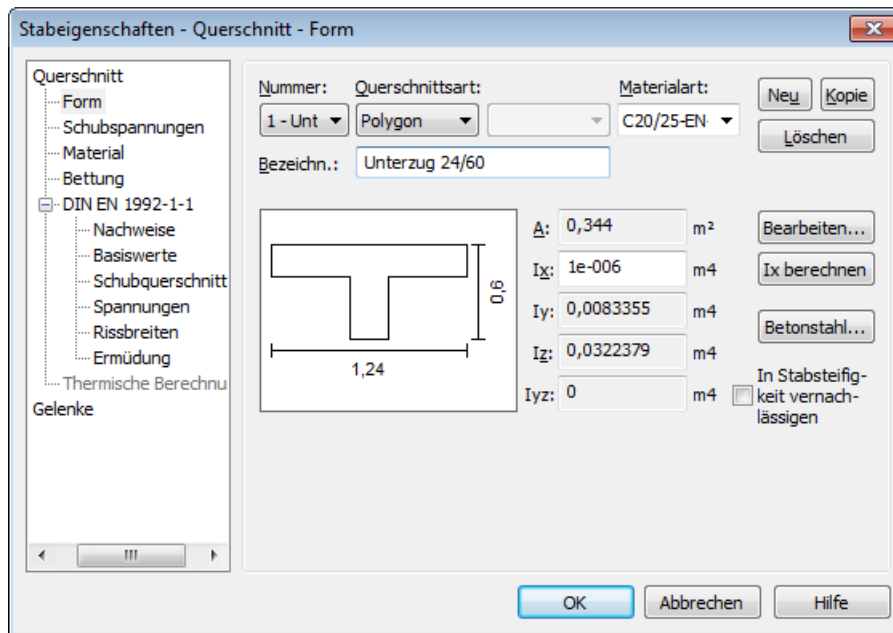 Stabeigenschaften - Querschnitt - Form
Querschnitt
Form
Schubspannungen
Material
Bettung
DIN EN 1992-1-1
Nachweise
Basiswerte
Schubquerschnitt
Spannungen
Rissbreiten
Ermüdung
Thermische Berechnu
Gelenke
Nummer: Querschnittsart: Materialart:
1 - Unt Polygon C20/25-EN-
Neu Kopie
Löschen
Bezeichn.: Unterzug 24/60
0,6
1,24
A: 0,344 m²
Ix: 1e-006 m4
Iy: 0,0083355 m4
Iz: 0,0322379 m4
Iyz: 0 m4
Bearbeiten...
Ix berechnen
Betonstahl...
In Stabsteifig-
keit vernach-
lässigen
OK Abbrechen Hilfe